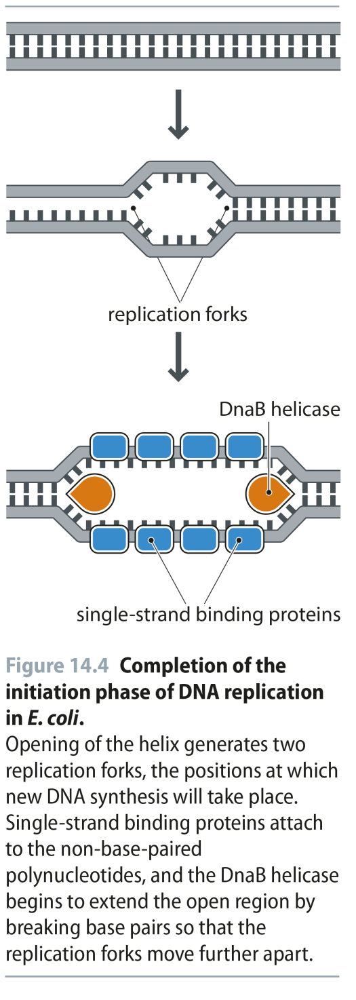 replication forks
DnaB helicase
single-strand binding proteins
Figure 14.4 Completion of the
initiation phase of DNA replication
in E. coli.
Opening of the helix generates two
replication forks, the positions at which
new DNA synthesis will take place.
Single-strand binding proteins attach
to the non-base-paired
polynucleotides, and the DnaB helicase
begins to extend the open region by
breaking base pairs so that the
replication forks move further apart.